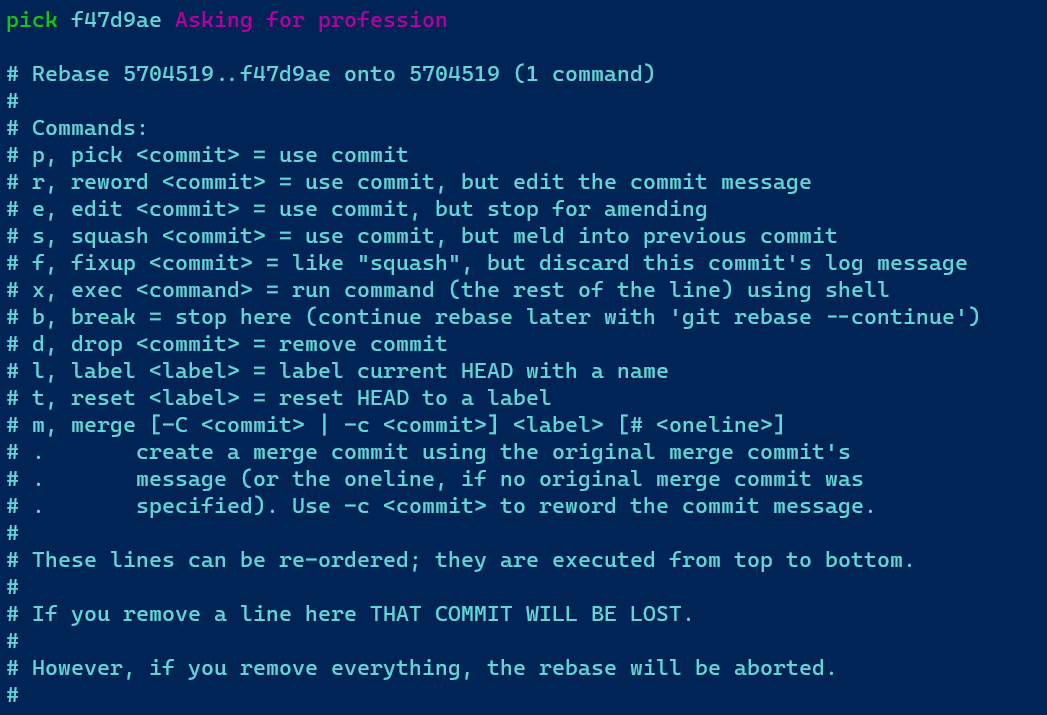 pick f47d9ae Asking for profession

# Rebase 5704519..f47d9ae onto 5704519 (1 command)
#
# Commands:
# p, pick <commit> = use commit
# r, reword <commit> = use commit, but edit the commit message
# e, edit <commit> = use commit, but stop for amending
# s, squash <commit> = use commit, but meld into previous commit
# f, fixup <commit> = like "squash", but discard this commit's log message
# x, exec <command> = run command (the rest of the line) using shell
# b, break = stop here (continue rebase later with 'git rebase --continue')
# d, drop <commit> = remove commit
# l, label <label> = label current HEAD with a name
# t, reset <label> = reset HEAD to a label
# m, merge [-C <commit> | -c <commit>] <label> [# <oneline>]
# .       create a merge commit using the original merge commit's
# .       message (or the oneline, if no original merge commit was
# .       specified). Use -c <commit> to reword the commit message.
#
# These lines can be re-ordered; they are executed from top to bottom.
#
# If you remove a line here THAT COMMIT WILL BE LOST.
#
# However, if you remove everything, the rebase will be aborted.
#